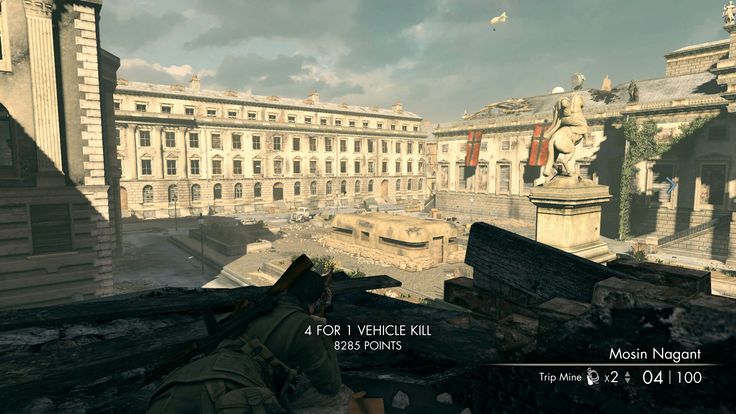 4 FOR 1 VEHICLE KILL
8285 POINTS
Mosin Nagant
Trip Mine x2 04 | 100